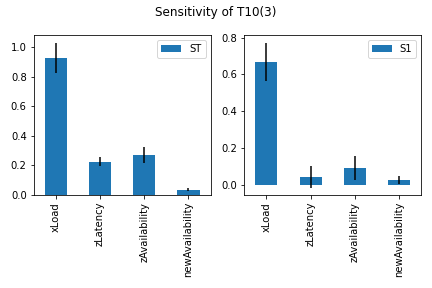 Sensitivity of T10(3)
ST
1.0
0.8
0.6
0.4
0.2
0.0
xLoad
zLatency
zAvailability
newAvailability
S1
0.8
0.6
0.4
0.2
0.0
xLoad
zLatency
zAvailability
newAvailability